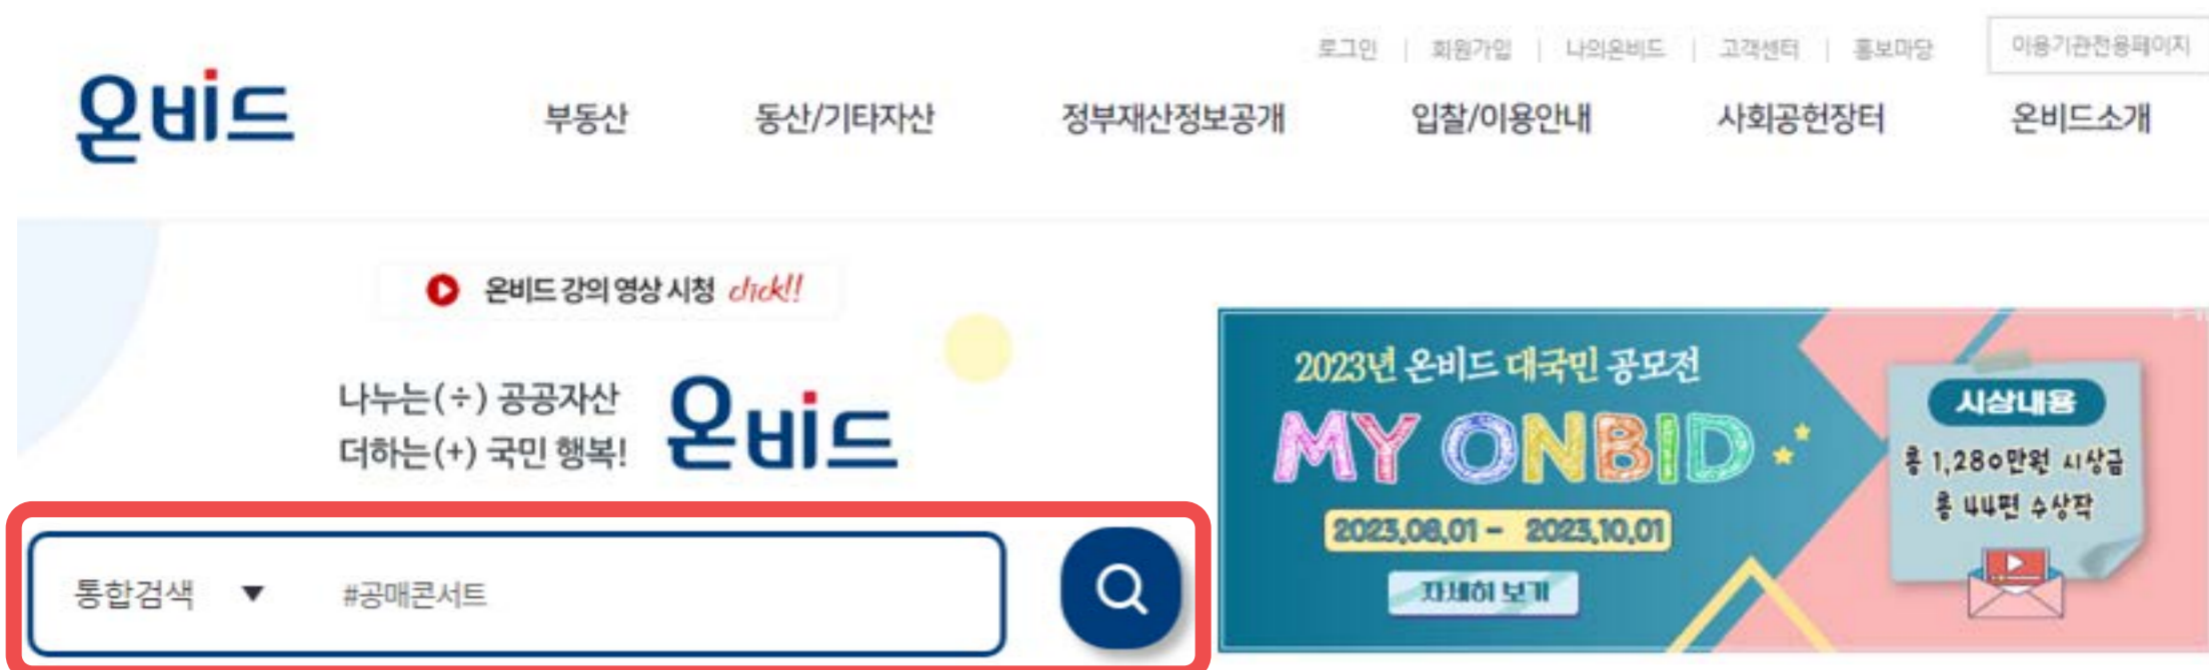 로그인 | 회원가입 | 나의온비드 | 고객센터 | 홍보마당 이용기관전용페이지
온비드 부동산 동산/기타자산 정부재산정보공개 입찰/이용안내 사회공헌장터 온비드소개
온비드 강의 영상 시청 click!!
나누는(÷) 공공자산
더하는(+) 국민 행복!
온비드
통합검색 ▼ #공매콘서트
2023년 온비드 대국민 공모전
MY ONBID
2023.08.01 - 2023.10.01
자세히 보기
시상내용
총 1,280만원 시상금
총 44편 수상작